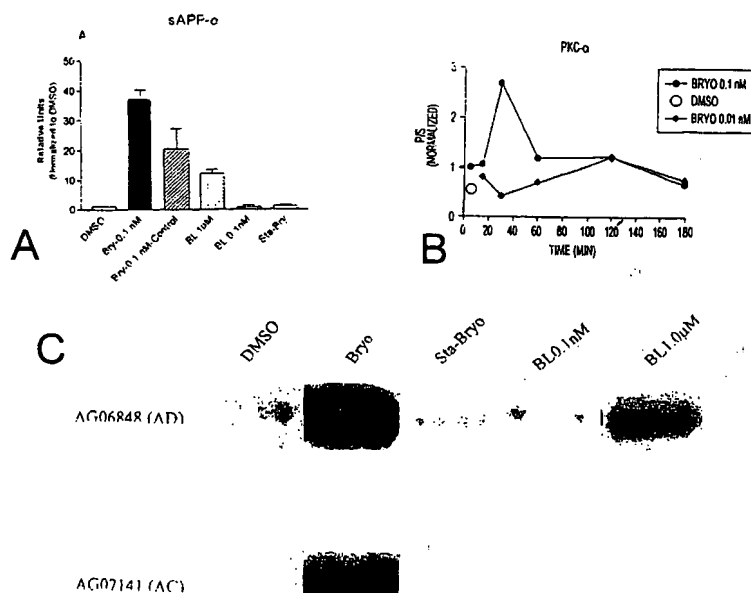 A
sAPP-α
Relative Units
(Normalized to DMSO)
50
40
30
20
10
0
DMSO
Bry-0.1 nM
Bry-0.1 nM-Control
BL 1µM
BL 0.1nM
Sta-Bry
A
PKC-α
P/S
(NORMALIZED)
3
2
1
0
0
20
40
60
80
100
120
140
160
180
TIME (MIN)
BRYO 0.1 nM
DMSO
BRYO 0.01 nM
B
C
DMSO
Bryo
Sta-Bryo
BL0.1nM
BL1.0µM
AG06848 (AD)
AG07141 (AC)